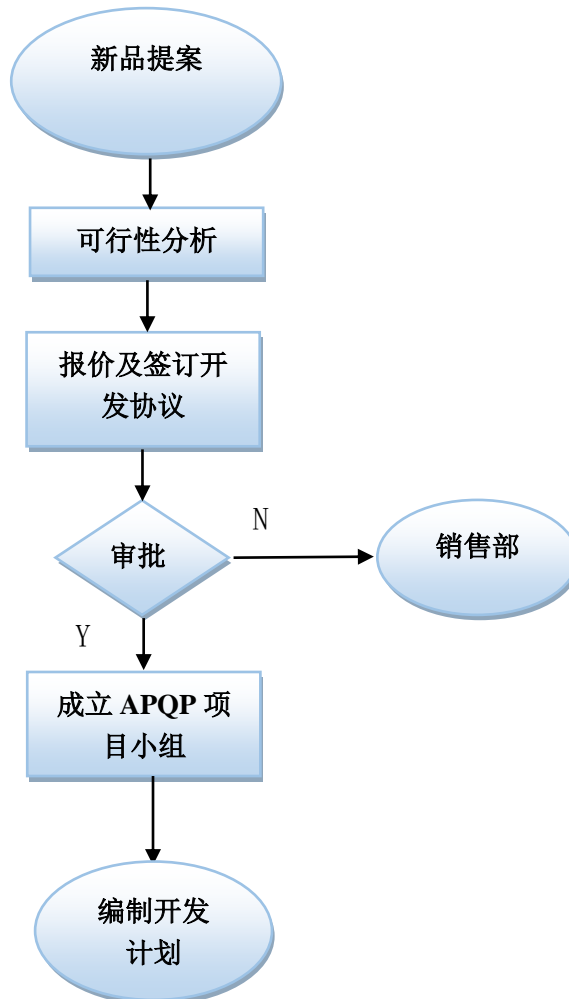 新品提案
可行性分析
报价及签订开
发协议
N
审批
销售部
Y
成立 APQP 项
目小组
编制开发
计划